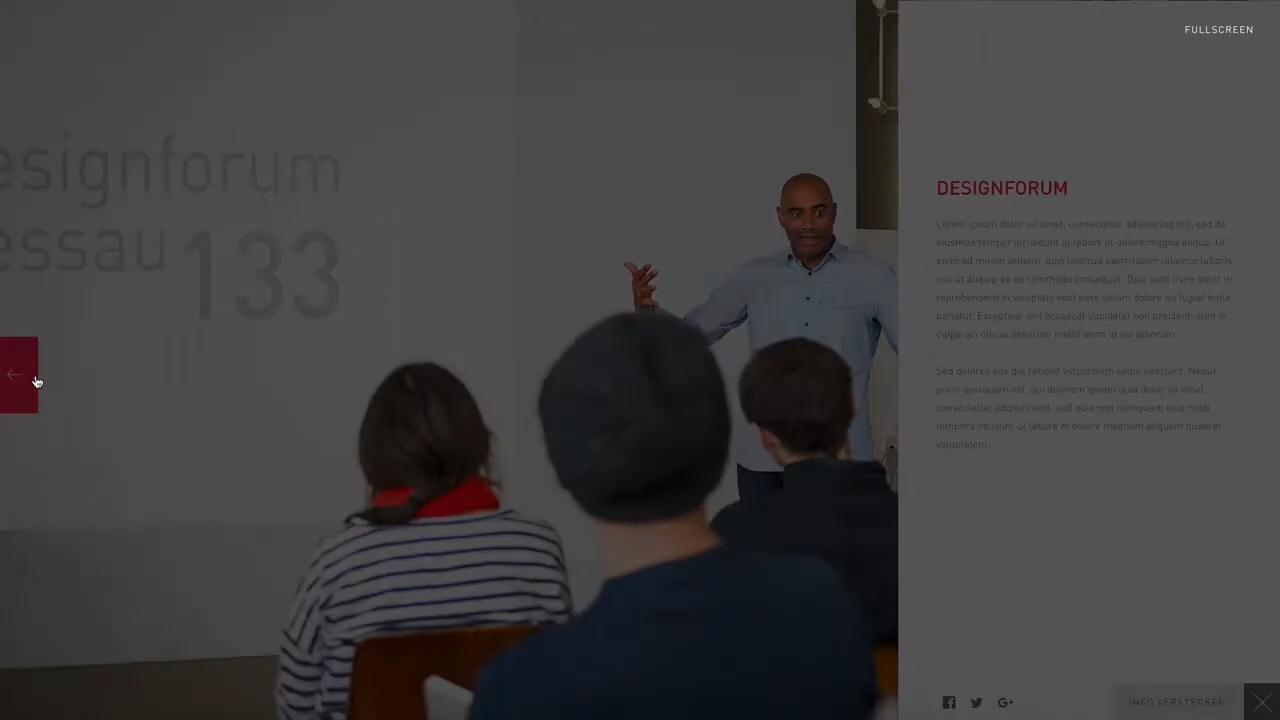 FULLSCREEN
esignforum
essau 133
DESIGNFORUM
Lorem ipsum dolor sit amet, consectetur adipisicing elit, sed do
eiusmod tempor incididunt ut labore et dolore magna aliqua. Ut
enim ad minim veniam, quis nostrud exercitation ullamco laboris
nisi ut aliquip ex ea commodo consequat. Duis aute irure dolor in
reprehenderit in voluptate velit esse cillum dolore eu fugiat nulla
pariatur. Excepteur sint occaecat cupidatat non proident, sunt in
culpa qui officia deserunt mollit anim id est laborum.
Sed dolores eos qui ratione voluptatem sequi nesciunt. Neque
porro quisquam est, qui dolorem ipsum quia dolor sit amet,
consectetur, adipisci velit, sed quia non numquam eius modi
tempora incidunt ut labore et dolore magnam aliquam quaerat
voluptatem.
INFO VERSTECKEN